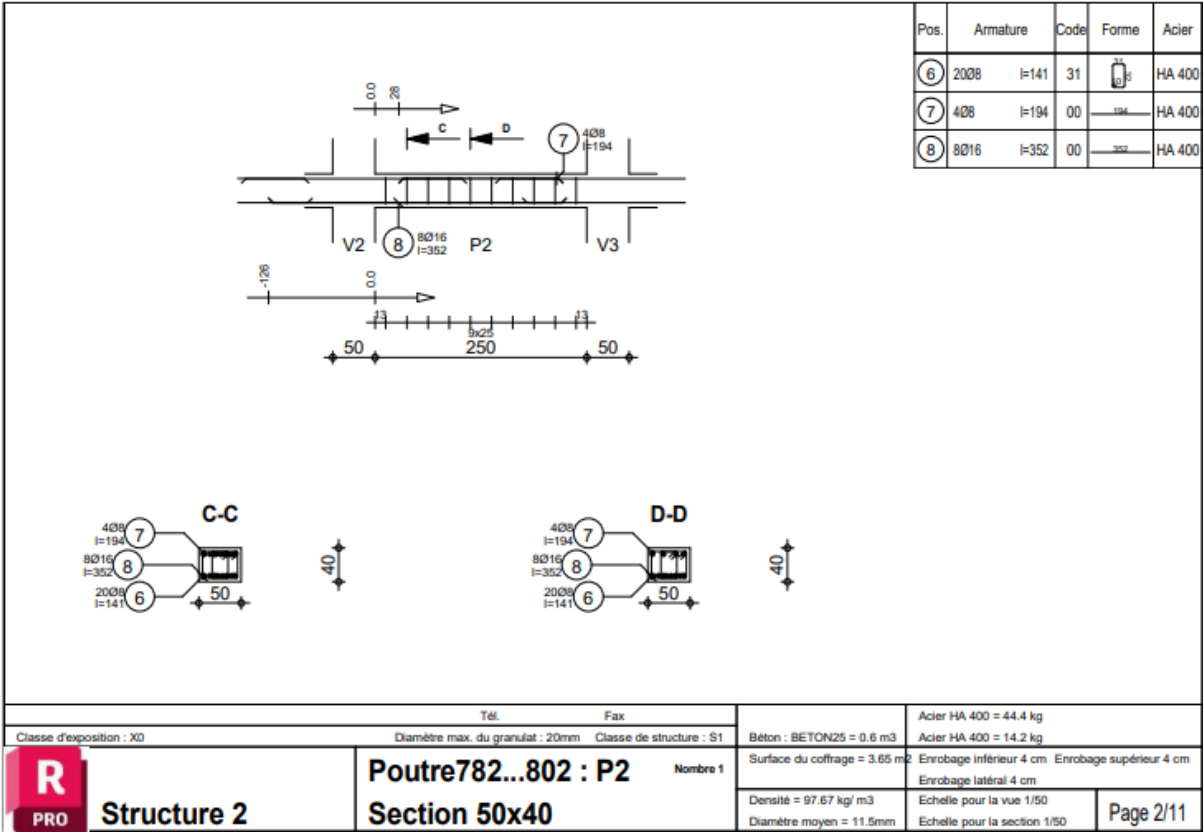 Pos. Armature Code Forme Acier
6 20Ø8 l=141 31 31 HA 400
7 4Ø8 l=194 00 194 HA 400
8 8Ø16 l=352 00 352 HA 400
0.0 28
C D
7 4Ø8
l=194
V2 8 8Ø16 P2 V3
l=352
-126 0.0
13 13
9x25
50 250 50
C-C
4Ø8
l=194 7
8Ø16
l=352 8
20Ø8
l=141 6
50
40
D-D
4Ø8
l=194 7
8Ø16
l=352 8
20Ø8
l=141 6
50
40
Tél. Fax
Classe d'exposition : X0 Diamètre max. du granulat : 20mm Classe de structure : S1
Béton : BETON25 = 0.6 m3
Acier HA 400 = 44.4 kg
Acier HA 400 = 14.2 kg
Surface du coffrage = 3.65 m2
Enrobage inférieur 4 cm Enrobage supérieur 4 cm
Enrobage latéral 4 cm
R
PRO
Structure 2
Poutre782...802 : P2 Nombre 1
Section 50x40
Densité = 97.67 kg/ m3
Diamètre moyen = 11.5mm
Echelle pour la vue 1/50
Echelle pour la section 1/50
Page 2/11